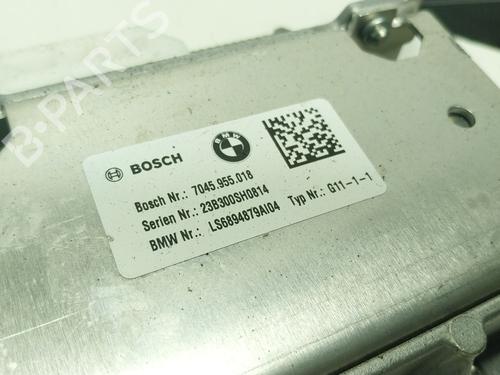 B-PARTS
BOSCH
BMW
Bosch Nr.: 7045.955.018
Serien Nr.: 23B300SH0814
BMW Nr.: LS6894879AI04 Typ Nr.: G11-1-1